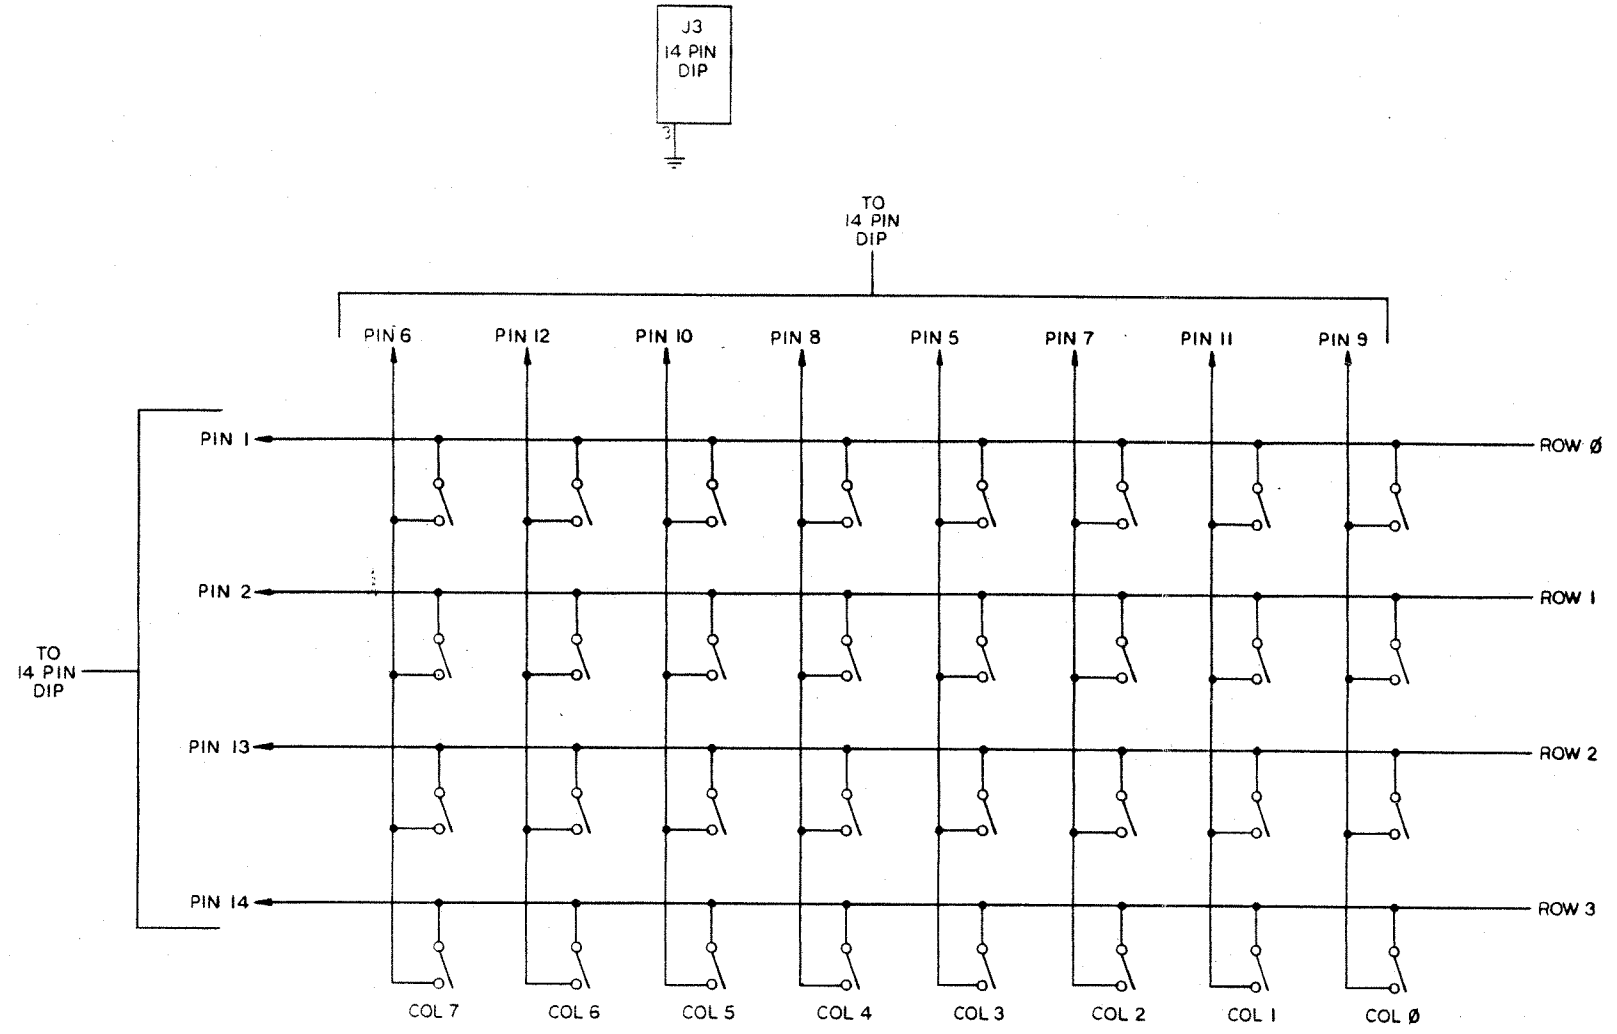 J3
14 PIN
DIP
3
TO
14 PIN
DIP
PIN 6 PIN 12 PIN 10 PIN 8 PIN 5 PIN 7 PIN 11 PIN 9
PIN 1 ROW Ø
PIN 2 ROW 1
TO
14 PIN
DIP
PIN 13 ROW 2
PIN 14 ROW 3
COL 7 COL 6 COL 5 COL 4 COL 3 COL 2 COL 1 COL Ø